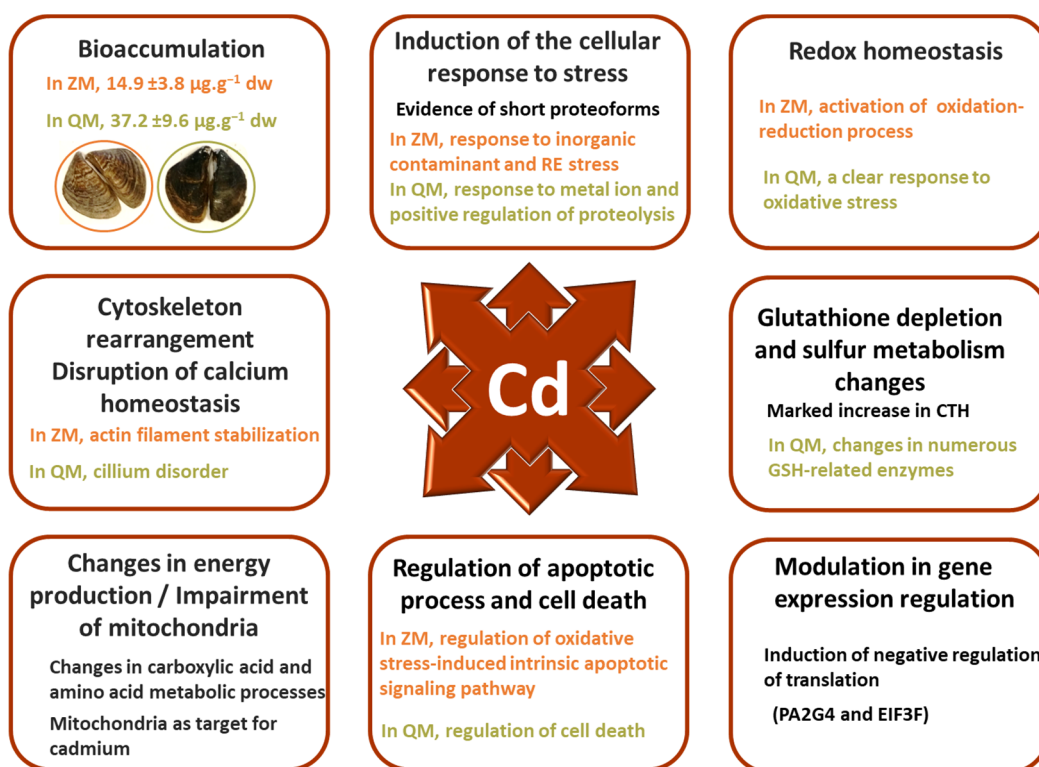 Bioaccumulation
In ZM, 14.9 ±3.8 µg.g⁻¹ dw
In QM, 37.2 ±9.6 µg.g⁻¹ dw
Induction of the cellular
response to stress
Evidence of short proteoforms
In ZM, response to inorganic
contaminant and RE stress
In QM, response to metal ion and
positive regulation of proteolysis
Redox homeostasis
In ZM, activation of oxidation-
reduction process
In QM, a clear response to
oxidative stress
Cytoskeleton
rearrangement
Disruption of calcium
homeostasis
In ZM, actin filament stabilization
In QM, cillium disorder
Cd
Glutathione depletion
and sulfur metabolism
changes
Marked increase in CTH
In QM, changes in numerous
GSH-related enzymes
Changes in energy
production / Impairment
of mitochondria
Changes in carboxylic acid and
amino acid metabolic processes
Mitochondria as target for
cadmium
Regulation of apoptotic
process and cell death
In ZM, regulation of oxidative
stress-induced intrinsic apoptotic
signaling pathway
In QM, regulation of cell death
Modulation in gene
expression regulation
Induction of negative regulation
of translation
(PA2G4 and EIF3F)